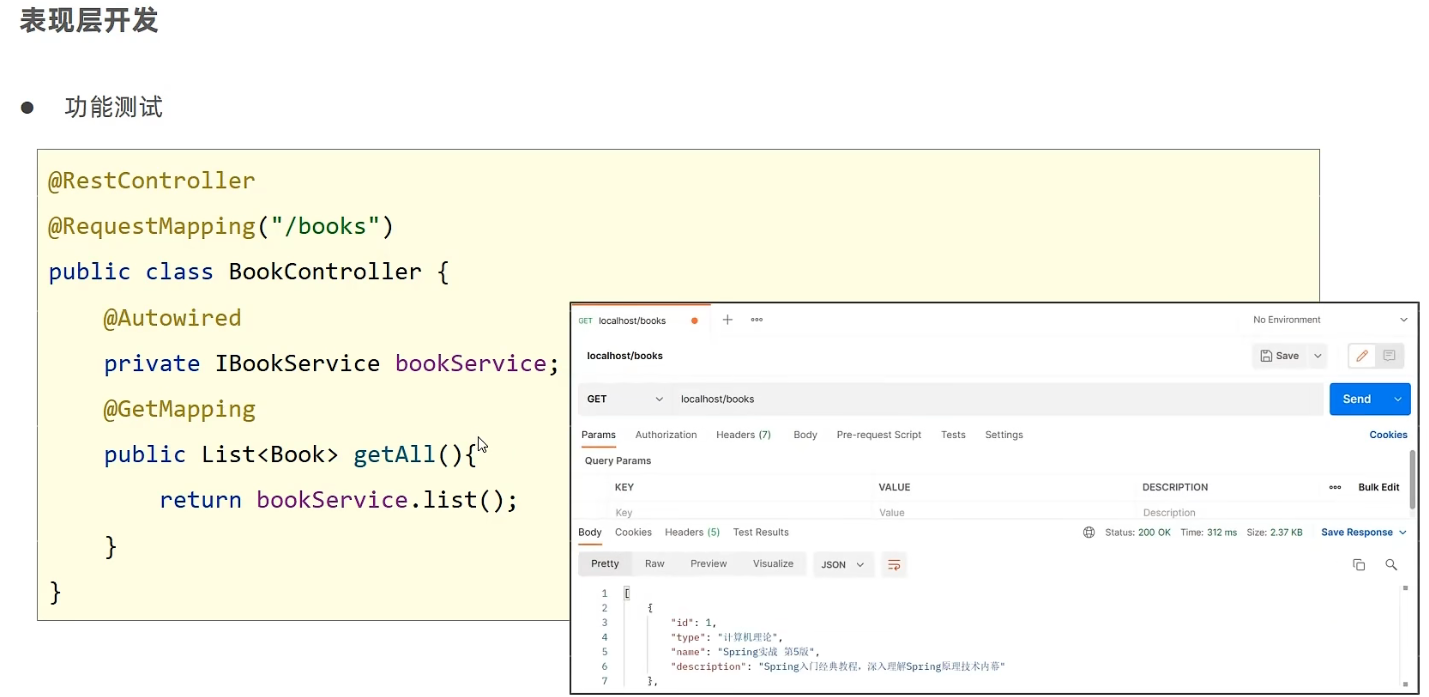 表现层开发
● 功能测试
@RestController
@RequestMapping("/books")
public class BookController {
@Autowired
private IBookService bookService;
@GetMapping
public List<Book> getAll(){
return bookService.list();
}
}
GET localhost/books ● + ooo No Environment
localhost/books Save
GET localhost/books Send
Params Authorization Headers (7) Body Pre-request Script Tests Settings Cookies
Query Params
KEY VALUE DESCRIPTION ooo Bulk Edit
Key Value Description
Body Cookies Headers (5) Test Results Status: 200 OK Time: 312 ms Size: 2.37 KB Save Response
Pretty Raw Preview Visualize JSON
1 [
2 {
3 "id": 1,
4 "type": "计算机理论",
5 "name": "Spring实战 第5版",
6 "description": "Spring入门经典教程，深入理解Spring原理技术内幕"
7 },